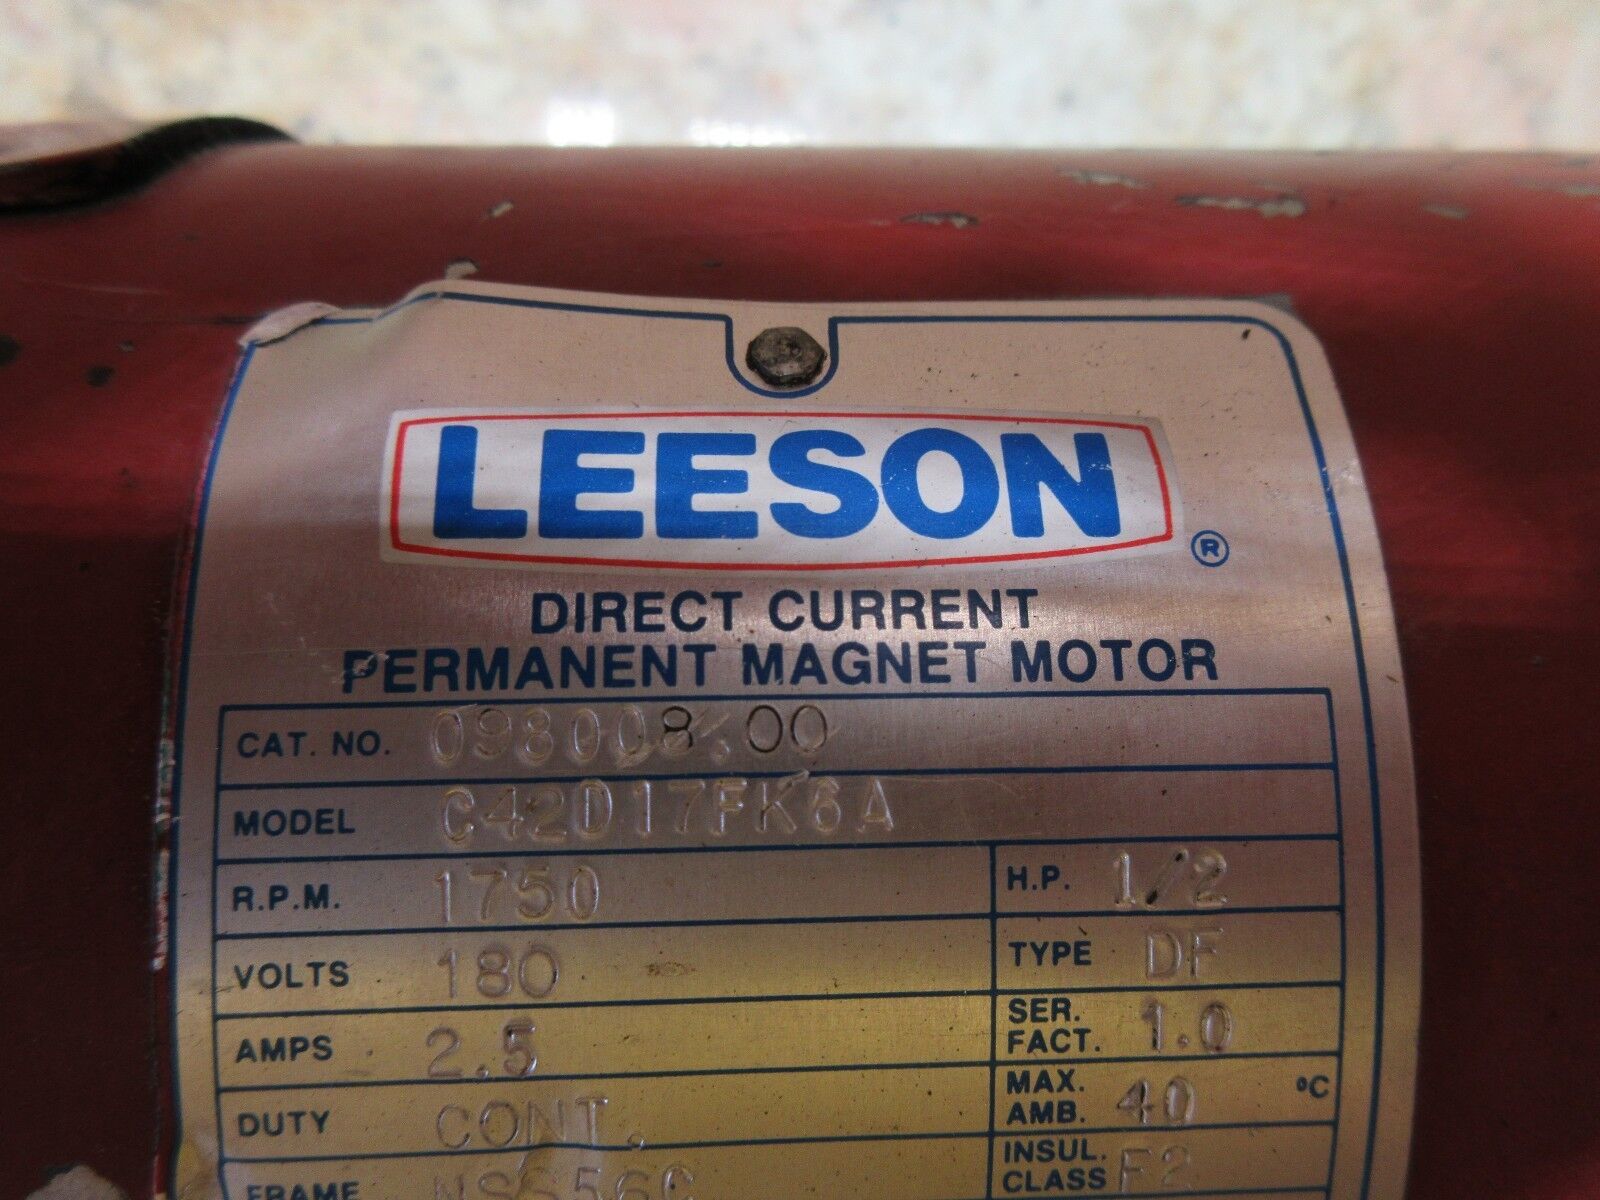 LEESON
®
DIRECT CURRENT
PERMANENT MAGNET MOTOR
CAT. NO. 098008.00
MODEL C42D17FK6A
R.P.M. 1750 H.P. 1/2
VOLTS 180 TYPE DF
AMPS 2.5 SER. FACT. 1.0
DUTY CONT. MAX. AMB. 40 °C
FRAME INSUL. CLASS F2